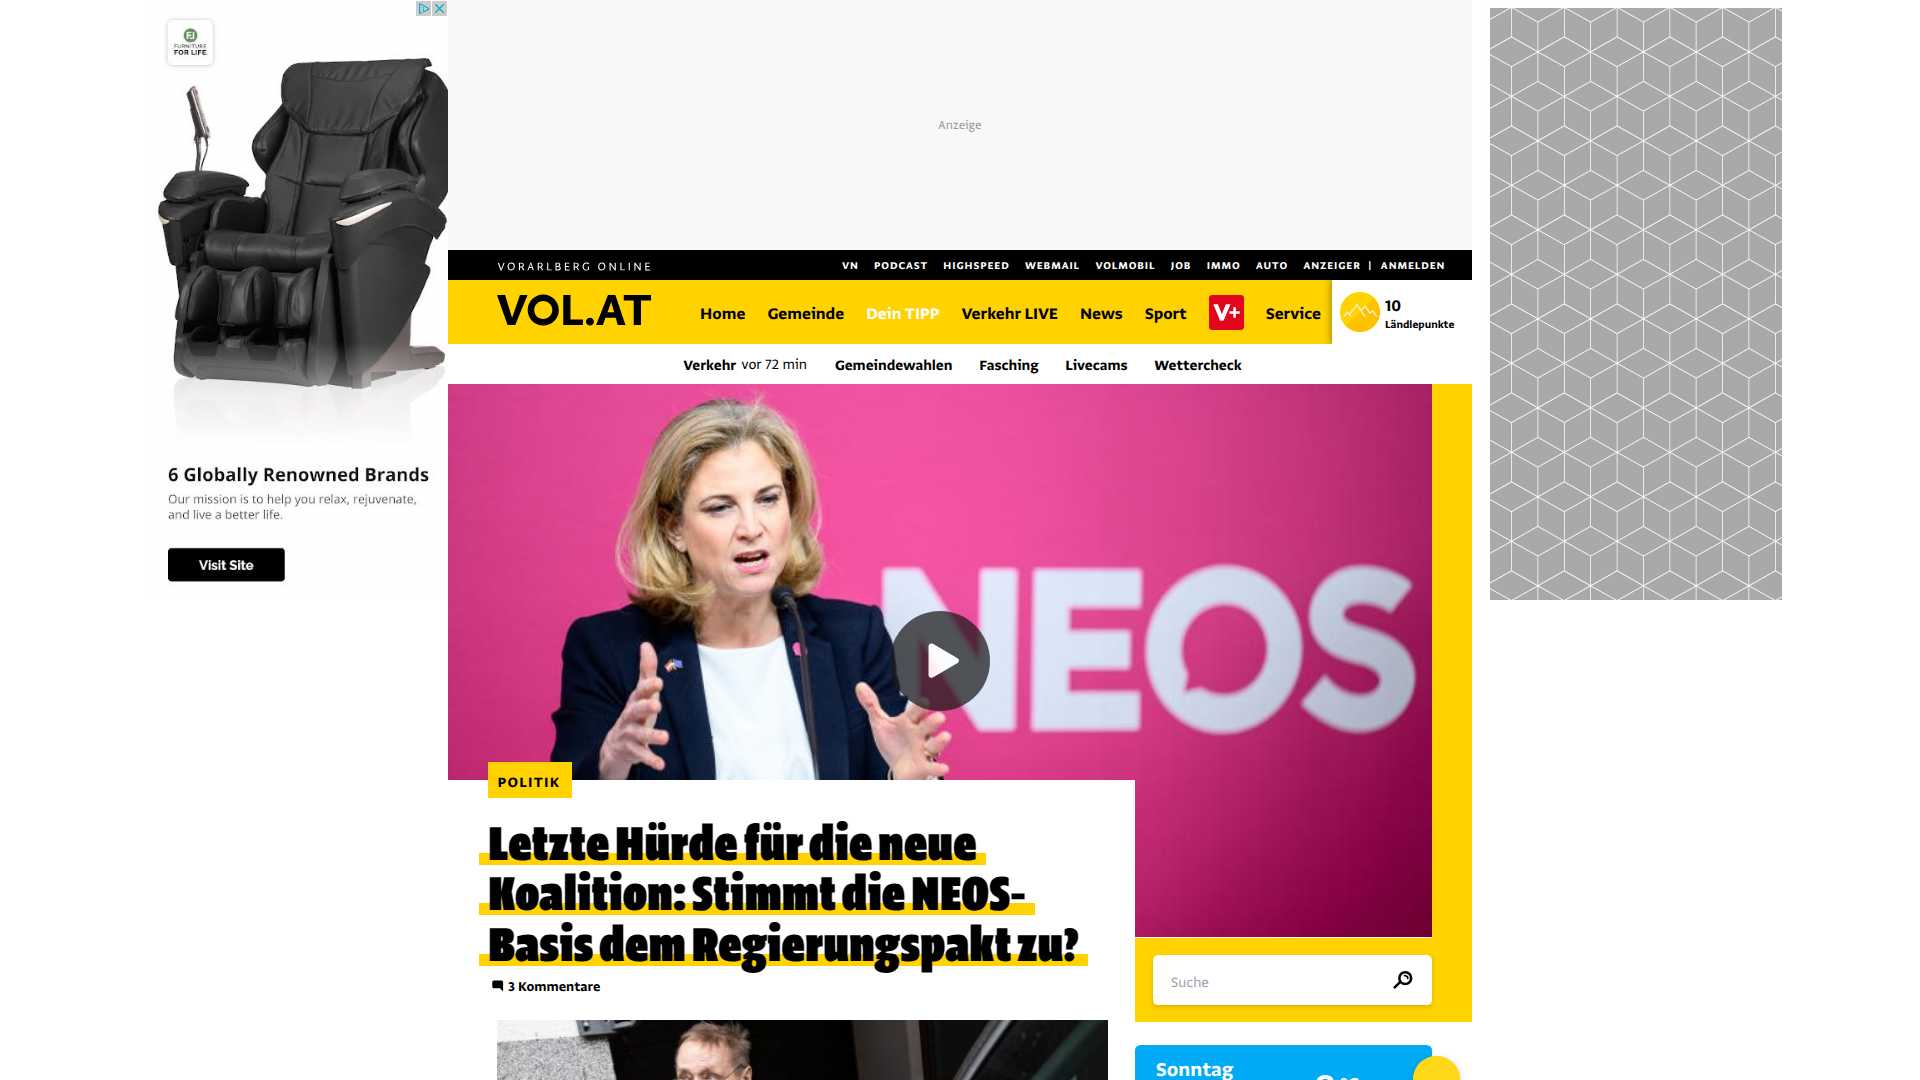 FURNITURE
FOR LIFE
6 Globally Renowned Brands
Our mission is to help you relax, rejuvenate,
and live a better life.
Visit Site
Anzeige
VORARLBERG ONLINE
VN PODCAST HIGHSPEED WEBMAIL VOLMOBIL JOB IMMO AUTO ANZEIGER | ANMELDEN
VOL.AT
Home Gemeinde Dein TIPP Verkehr LIVE News Sport V+ Service
10
Ländlepunkte
Verkehr vor 72 min Gemeindewahlen Fasching Livecams Wettercheck
NEOS
POLITIK
Letzte Hürde für die neue
Koalition: Stimmt die NEOS-
Basis dem Regierungspakt zu?
3 Kommentare
Suche
Sonntag